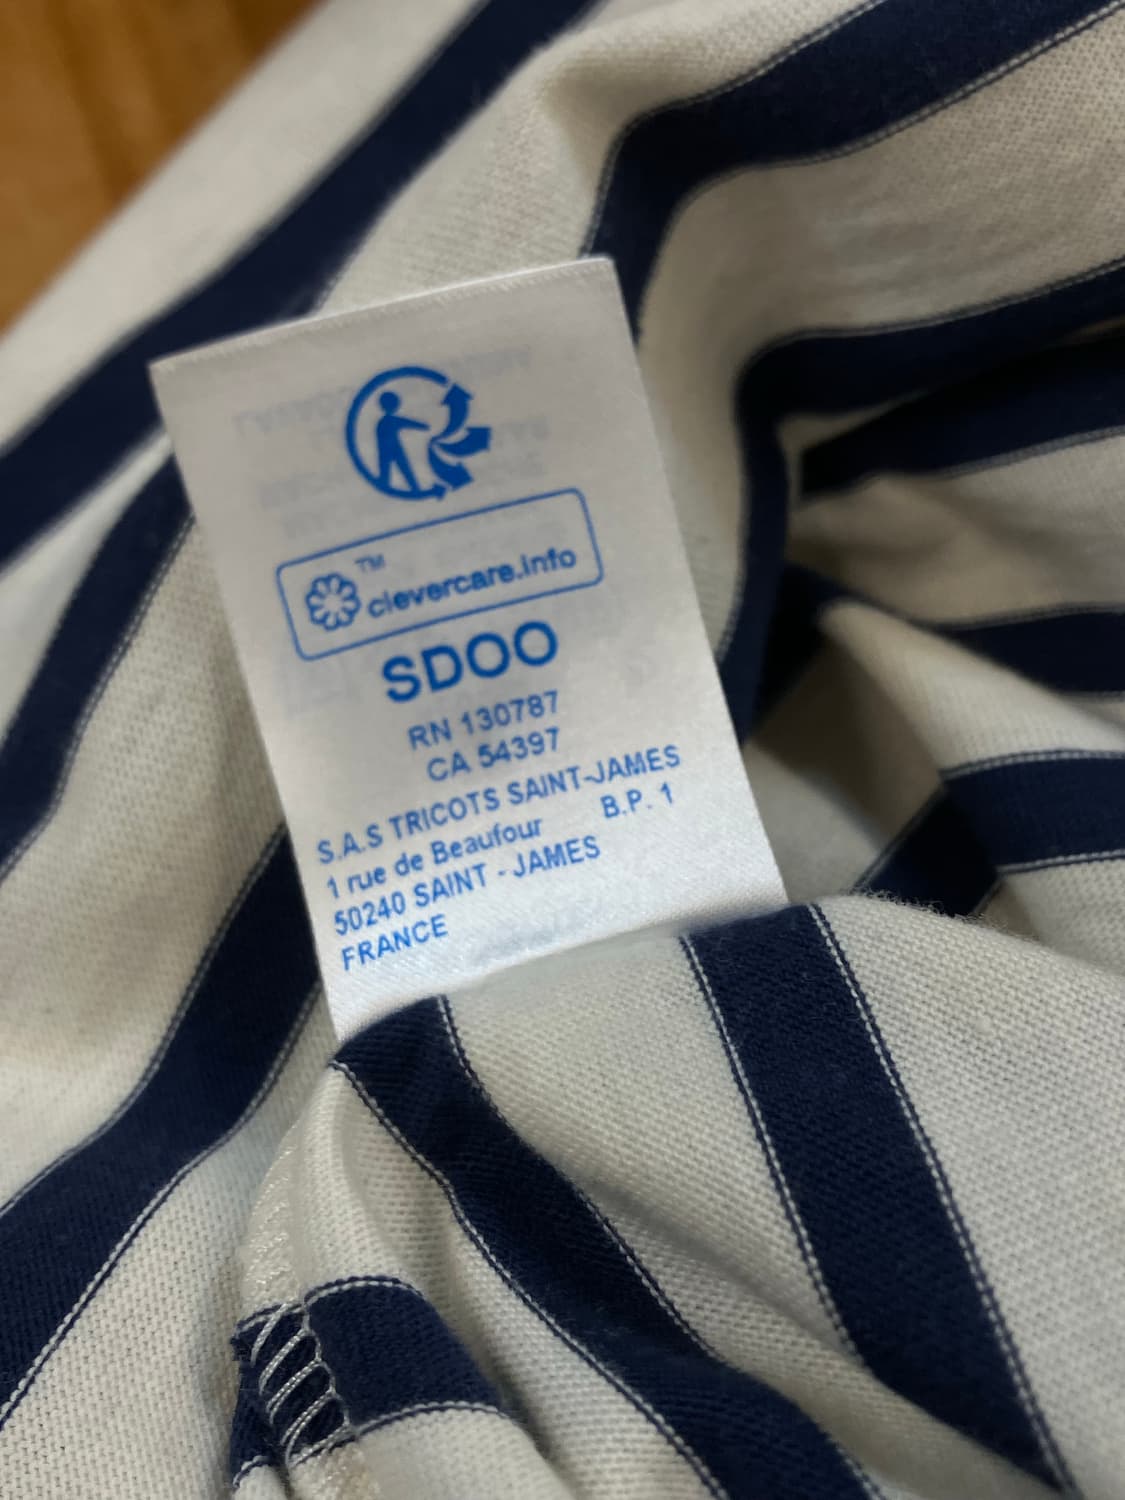 TM
clevercare.info
SDOO
RN 130787
CA 54397
S.A.S TRICOTS SAINT-JAMES
1 rue de Beaufour B.P. 1
50240 SAINT - JAMES
FRANCE